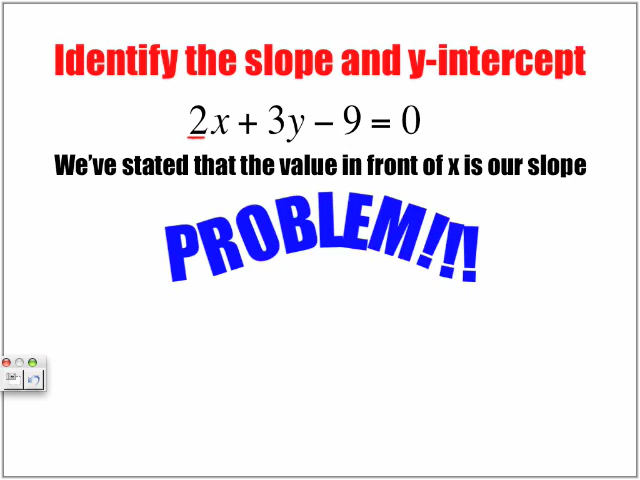 Identify the slope and y-intercept
2x + 3y − 9 = 0
We've stated that the value in front of x is our slope
PROBLEM!!!